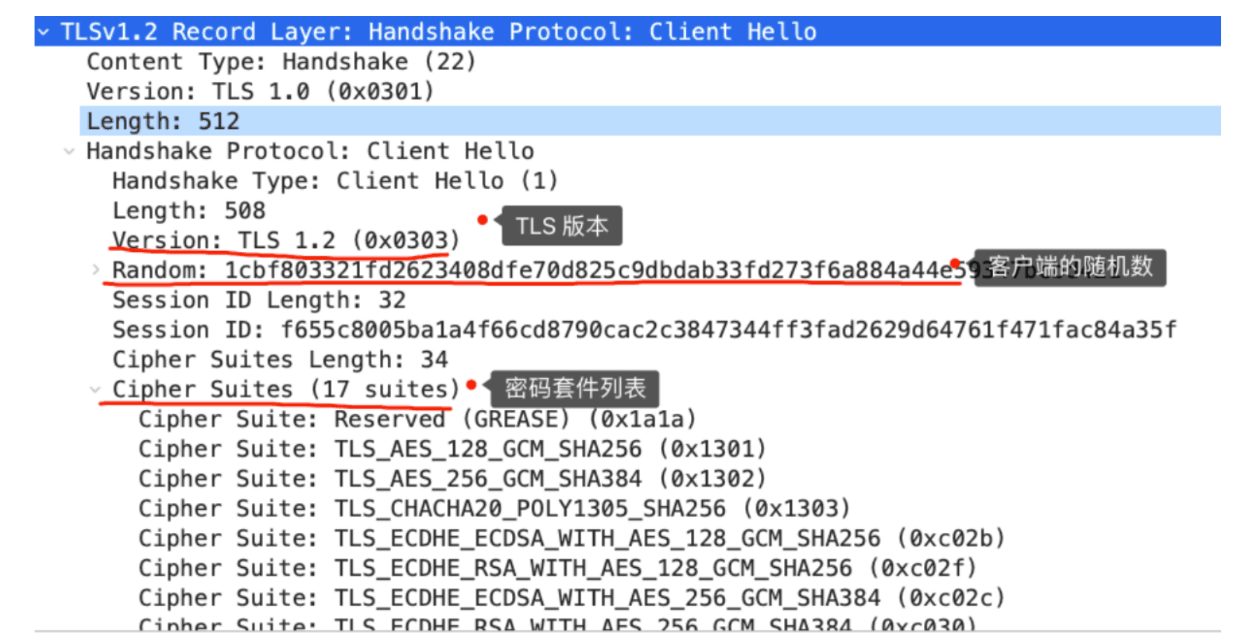 TLSv1.2 Record Layer: Handshake Protocol: Client Hello
Content Type: Handshake (22)
Version: TLS 1.0 (0x0301)
Length: 512
Handshake Protocol: Client Hello
Handshake Type: Client Hello (1)
Length: 508
Version: TLS 1.2 (0x0303) TLS 版本
Random: 1cbf803321fd2623408dfe70d825c9dbdab33fd273f6a884a44e59 客户端的随机数
Session ID Length: 32
Session ID: f655c8005ba1a4f66cd8790cac2c3847344ff3fad2629d64761f471fac84a35f
Cipher Suites Length: 34
Cipher Suites (17 suites) 密码套件列表
Cipher Suite: Reserved (GREASE) (0x1a1a)
Cipher Suite: TLS_AES_128_GCM_SHA256 (0x1301)
Cipher Suite: TLS_AES_256_GCM_SHA384 (0x1302)
Cipher Suite: TLS_CHACHA20_POLY1305_SHA256 (0x1303)
Cipher Suite: TLS_ECDHE_ECDSA_WITH_AES_128_GCM_SHA256 (0xc02b)
Cipher Suite: TLS_ECDHE_RSA_WITH_AES_128_GCM_SHA256 (0xc02f)
Cipher Suite: TLS_ECDHE_ECDSA_WITH_AES_256_GCM_SHA384 (0xc02c)
Cipher Suite: TLS_ECDHE_RSA_WITH_AES_256_GCM_SHA384 (0xc030)